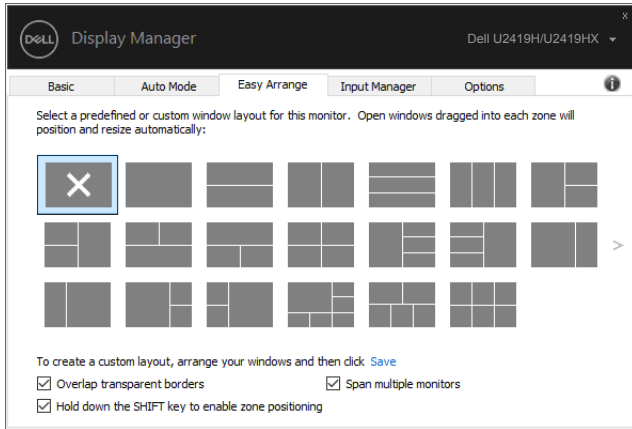 x
DELL Display Manager Dell U2419H/U2419HX
Basic Auto Mode Easy Arrange Input Manager Options
Select a predefined or custom window layout for this monitor. Open windows dragged into each zone will
position and resize automatically:
To create a custom layout, arrange your windows and then click Save
Overlap transparent borders Span multiple monitors
Hold down the SHIFT key to enable zone positioning